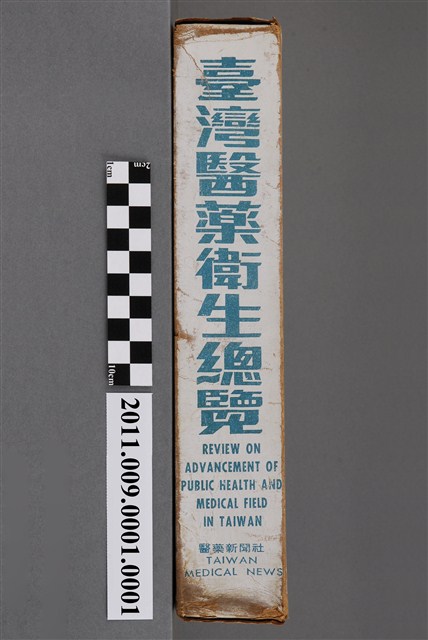 臺灣醫藥衛生總覽
REVIEW ON
ADVANCEMENT OF
PUBLIC HEALTH AND
MEDICAL FIELD
IN TAIWAN
醫藥新聞社
TAIWAN
MEDICAL NEWS
2cm
1cm
10cm
2011.009.0001.0001